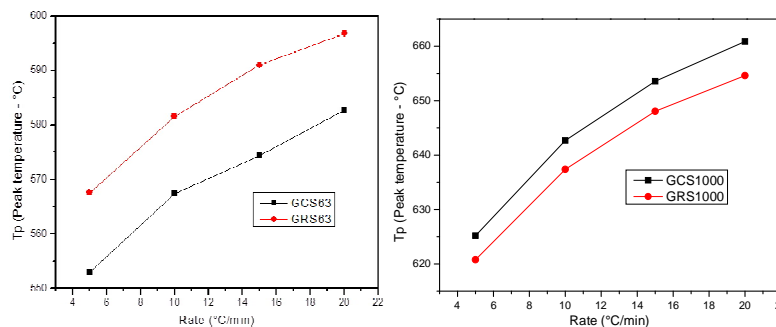 600
590
580
570
560
550
Tp (Peak temperature - °C)
GCS63
GRS63
4 6 8 10 12 14 16 18 20 22
Rate (°C/min)
660
650
640
630
620
Tp (Peak temperature - °C)
GCS1000
GRS1000
4 6 8 10 12 14 16 18 20
Rate (°C/min)